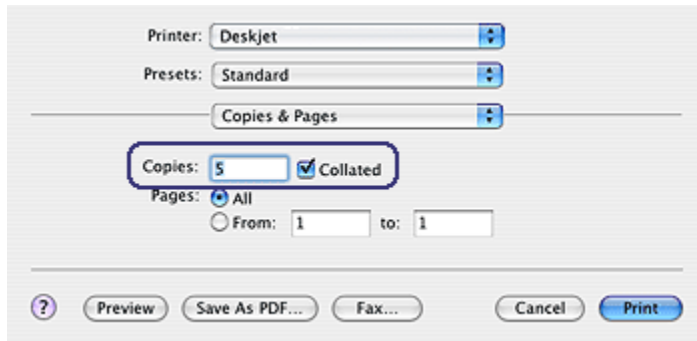 Printer: Deskjet
Presets: Standard
Copies & Pages
Copies: 5 Collated
Pages: All
From: 1 to: 1
? Preview Save As PDF... Fax... Cancel Print